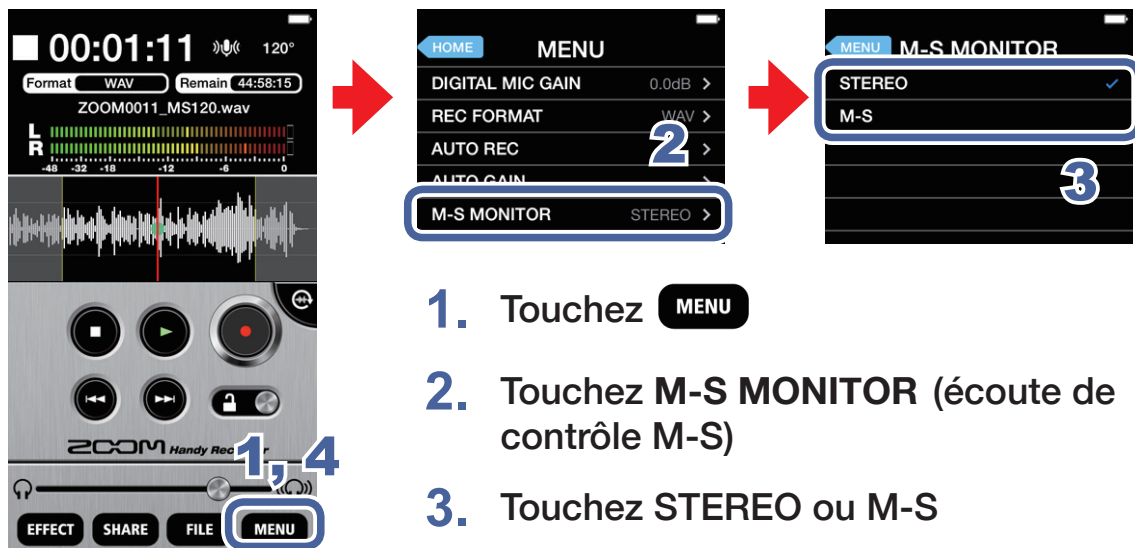 00:01:11 120°
Format WAV Remain 44:58:15
ZOOM0011_MS120.wav
L
R
-48 -32 -18 -12 -6 0
ZOOM Handy Recorder
1, 4
EFFECT SHARE FILE MENU
HOME MENU
DIGITAL MIC GAIN 0.0dB >
REC FORMAT WAV >
AUTO REC >
AUTO GAIN >
M-S MONITOR STEREO >
2
MENU M-S MONITOR
STEREO ✓
M-S
3
1. Touchez MENU
2. Touchez M-S MONITOR (écoute de
contrôle M-S)
3. Touchez STEREO ou M-S